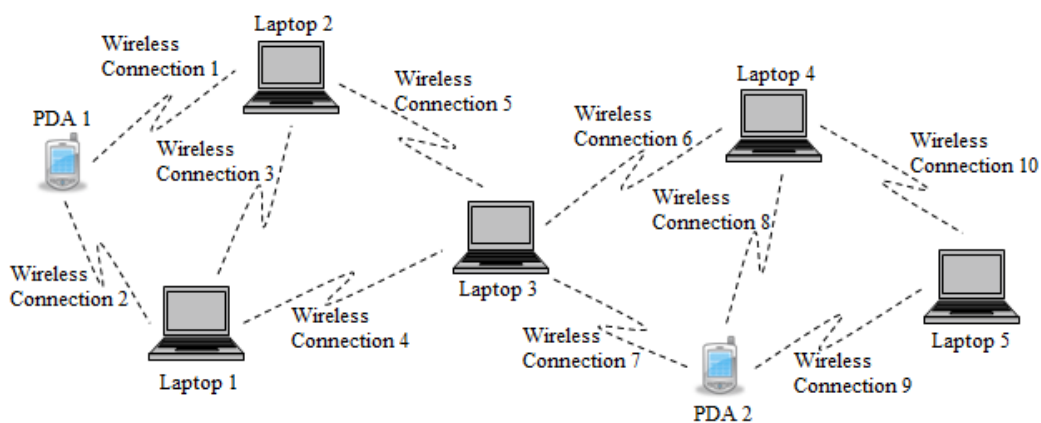 Laptop 2
Wireless
Connection 1
Wireless
Connection 5
Laptop 4
PDA 1
Wireless
Connection 3
Wireless
Connection 6
Wireless
Connection 10
Wireless
Connection 8
Wireless
Connection 2
Laptop 3
Wireless
Connection 4
Wireless
Connection 7
Laptop 5
Wireless
Connection 9
Laptop 1
PDA 2